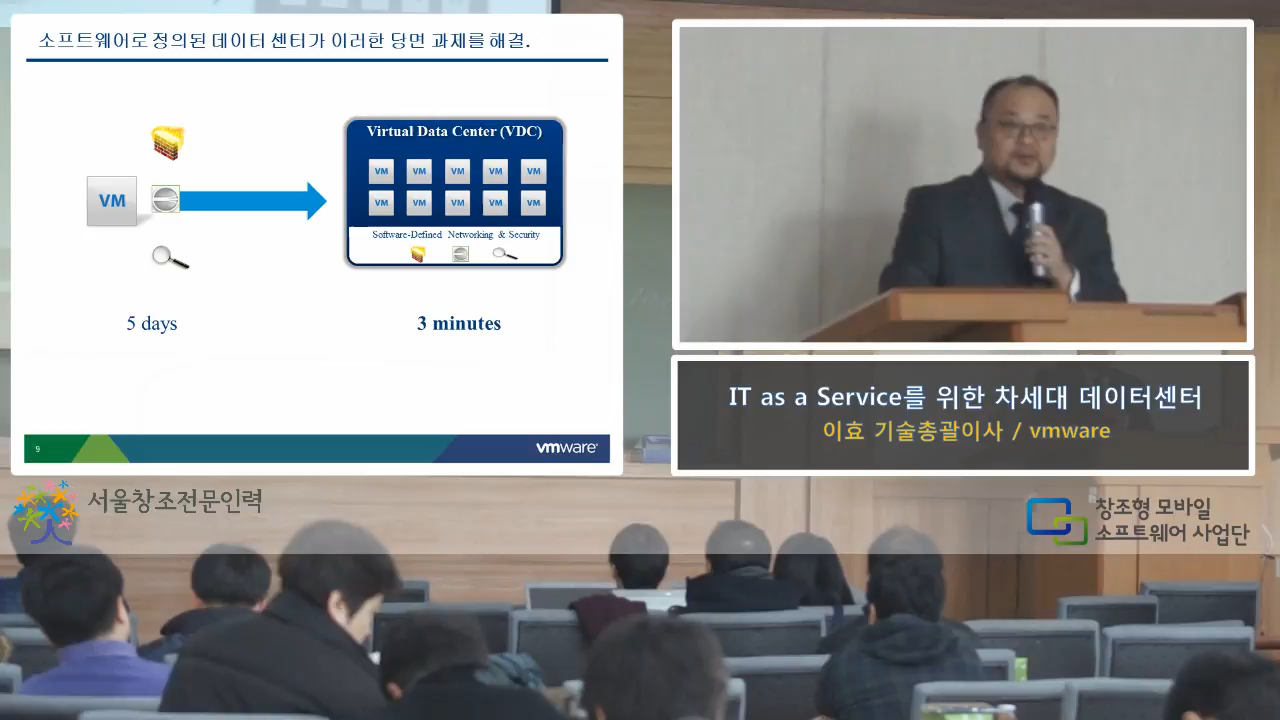 소프트웨어로 정의된 데이터 센터가 이러한 당면 과제를 해결.
VM
Virtual Data Center (VDC)
VM VM VM VM VM
VM VM VM VM VM
Software-Defined Networking & Security
5 days
3 minutes
9
vmware
IT as a Service를 위한 차세대 데이터센터
이효 기술총괄이사 / vmware
서울창조전문인력
창조형 모바일
소프트웨어 사업단